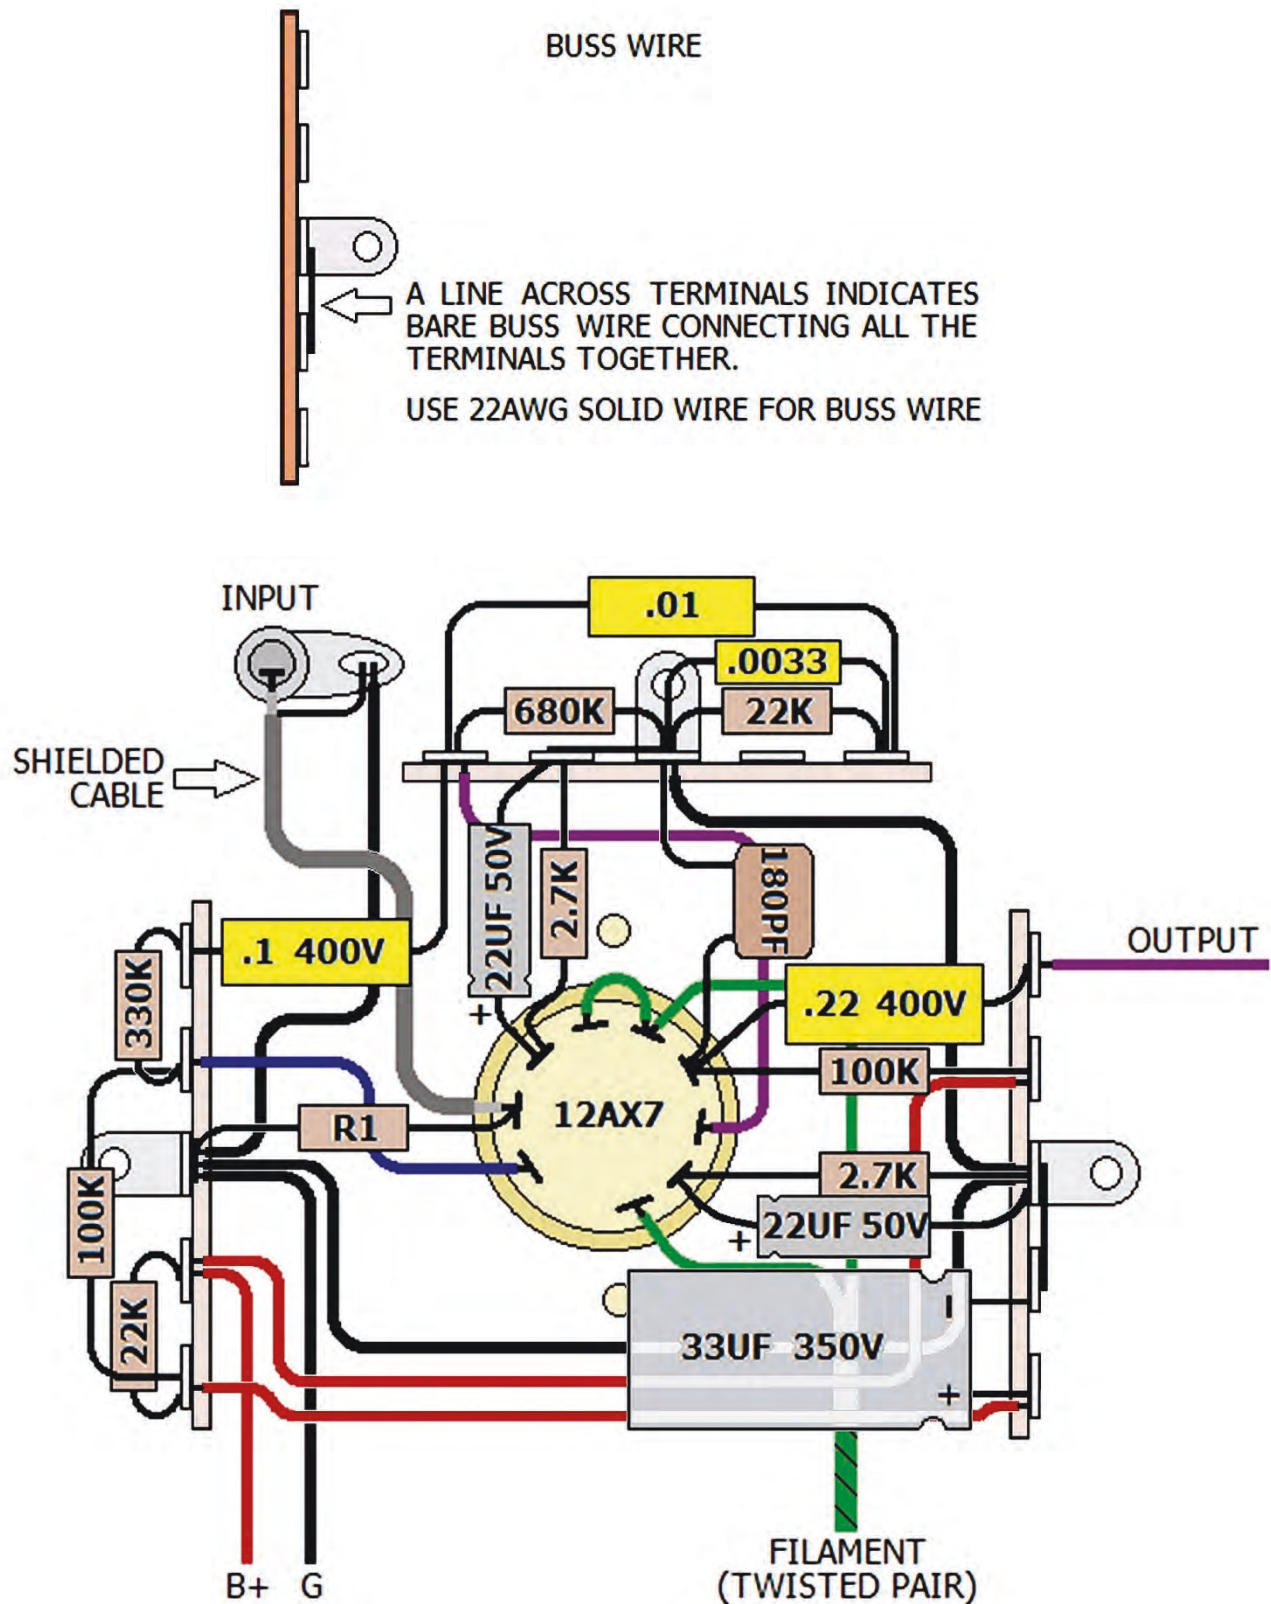 BUSS WIRE
A LINE ACROSS TERMINALS INDICATES
BARE BUSS WIRE CONNECTING ALL THE
TERMINALS TOGETHER.
USE 22AWG SOLID WIRE FOR BUSS WIRE
INPUT
.01
.0033
680K
22K
SHIELDED
CABLE
22UF 50V
+
2.7K
180PF
.1 400V
330K
OUTPUT
.22 400V
100K
12AX7
R1
2.7K
22UF 50V
+
100K
22K
33UF 350V
-
+
B+
G
FILAMENT
(TWISTED PAIR)